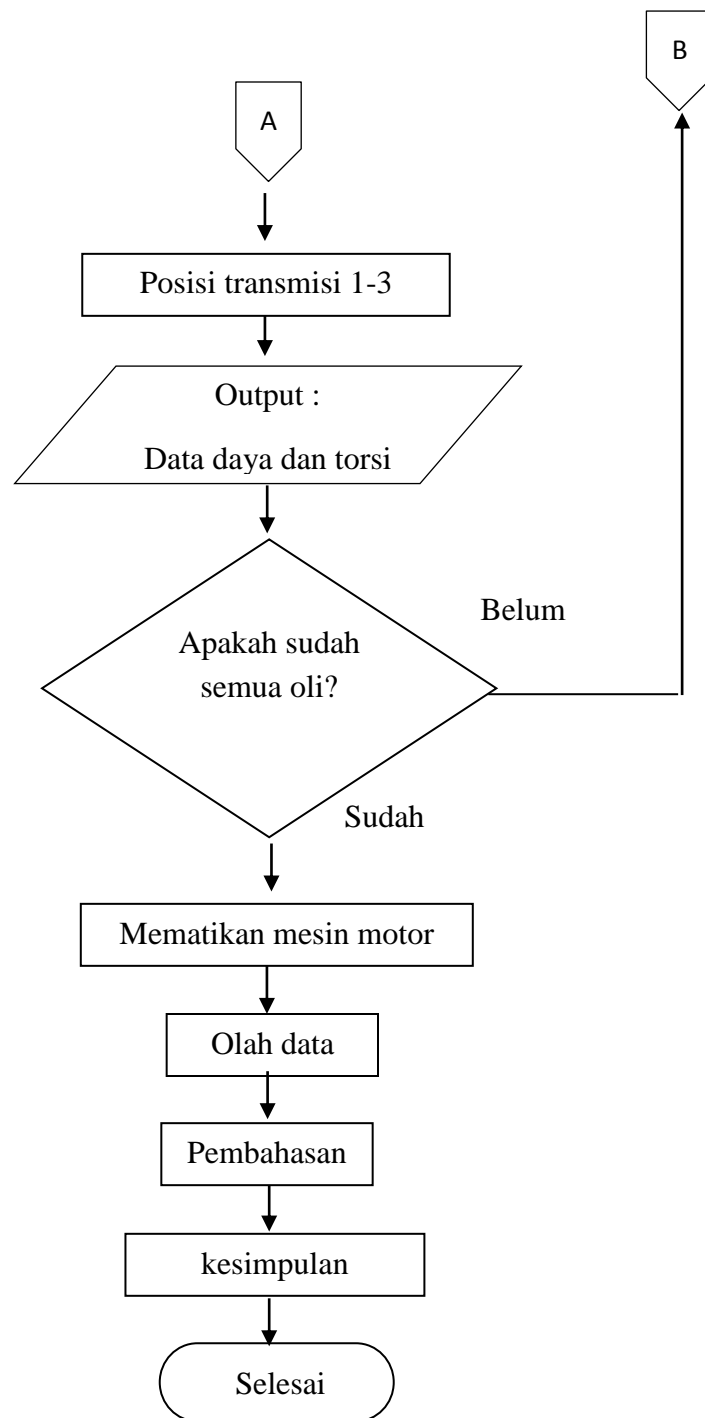 B
A
Posisi transmisi 1-3
Output :
Data daya dan torsi
Belum
Apakah sudah
semua oli?
Sudah
Mematikan mesin motor
Olah data
Pembahasan
kesimpulan
Selesai